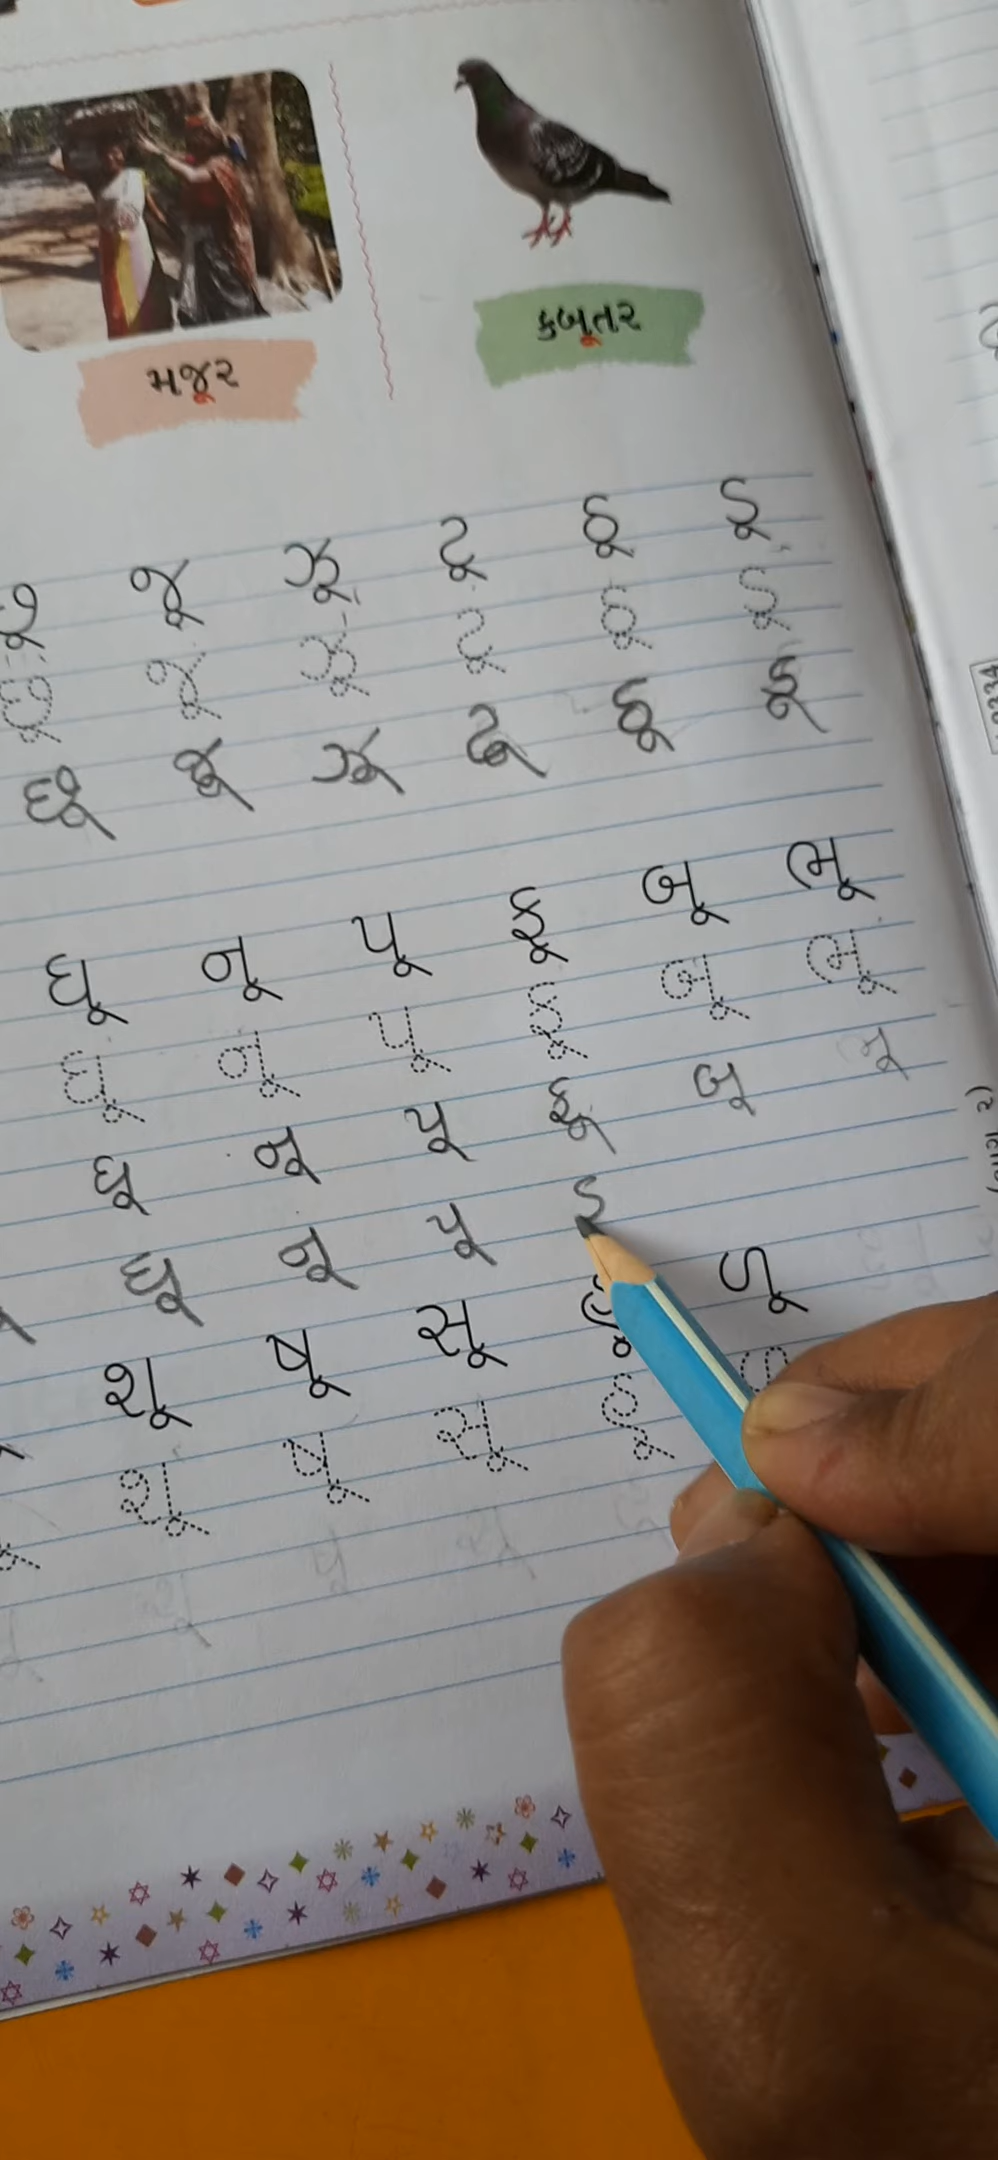 મજૂર કબૂતર
છૂ જૂ ઝૂ ટૂ ઠૂ ડૂ
છૂ જૂ ઝૂ ટૂ ઠૂ ડૂ
છૂ જૂ ઝૂ ટૂ ઠૂ ડૂ
ધૂ નૂ પૂ ફૂ બૂ ભૂ
ધૂ નૂ પૂ ફૂ બૂ ભૂ
ધૂ નૂ પૂ ફૂ બૂ
ધૂ નૂ પૂ ડ
શૂ ષૂ સૂ હૂ ળૂ
શૂ ષૂ સૂ હૂ